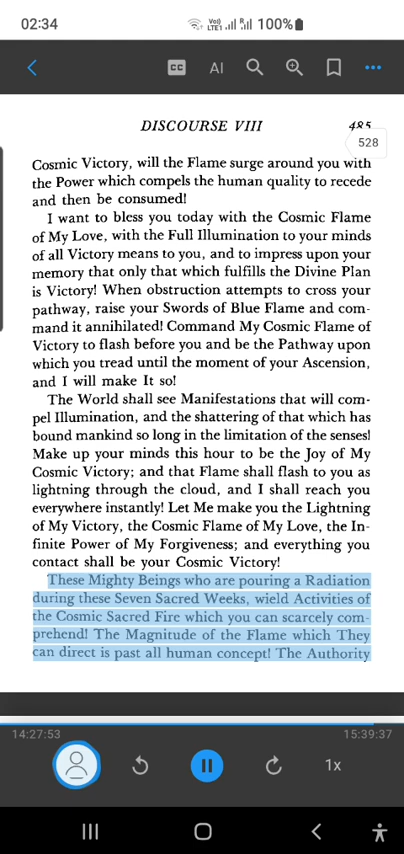 02:34
Vo)) LTE1 R 100%
CC AI
DISCOURSE VIII 485
528
Cosmic Victory, will the Flame surge around you with
the Power which compels the human quality to recede
and then be consumed!
I want to bless you today with the Cosmic Flame
of My Love, with the Full Illumination to your minds
of all Victory means to you, and to impress upon your
memory that only that which fulfills the Divine Plan
is Victory! When obstruction attempts to cross your
pathway, raise your Swords of Blue Flame and com-
mand it annihilated! Command My Cosmic Flame of
Victory to flash before you and be the Pathway upon
which you tread until the moment of your Ascension,
and I will make It so!
The World shall see Manifestations that will com-
pel Illumination, and the shattering of that which has
bound mankind so long in the limitation of the senses!
Make up your minds this hour to be the Joy of My
Cosmic Victory; and that Flame shall flash to you as
lightning through the cloud, and I shall reach you
everywhere instantly! Let Me make you the Lightning
of My Victory, the Cosmic Flame of My Love, the In-
finite Power of My Forgiveness; and everything you
contact shall be your Cosmic Victory!
These Mighty Beings who are pouring a Radiation
during these Seven Sacred Weeks, wield Activities of
the Cosmic Sacred Fire which you can scarcely com-
prehend! The Magnitude of the Flame which They
can direct is past all human concept! The Authority
14:27:53 15:39:37
1x